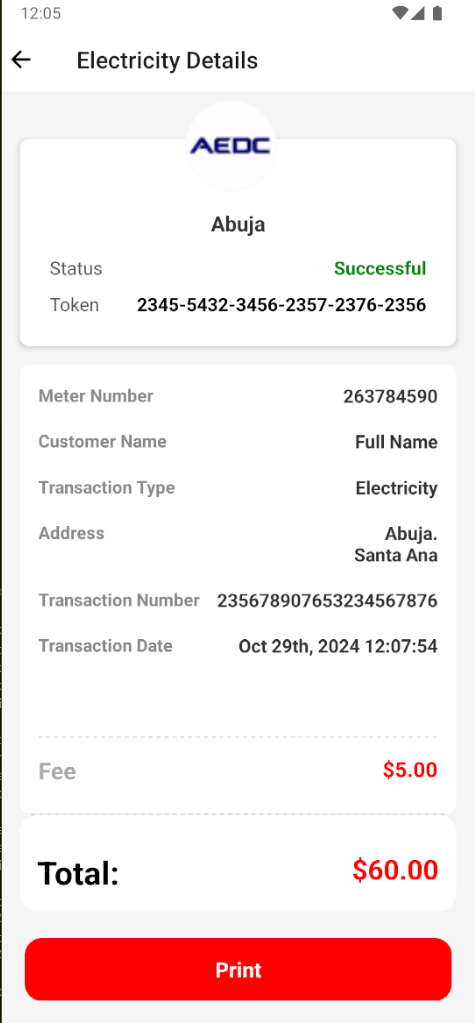 12:05
Electricity Details
AEDC
Abuja
Status Successful
Token 2345-5432-3456-2357-2376-2356
Meter Number 263784590
Customer Name Full Name
Transaction Type Electricity
Address Abuja.
Santa Ana
Transaction Number 235678907653234567876
Transaction Date Oct 29th, 2024 12:07:54
Fee $5.00
Total: $60.00
Print